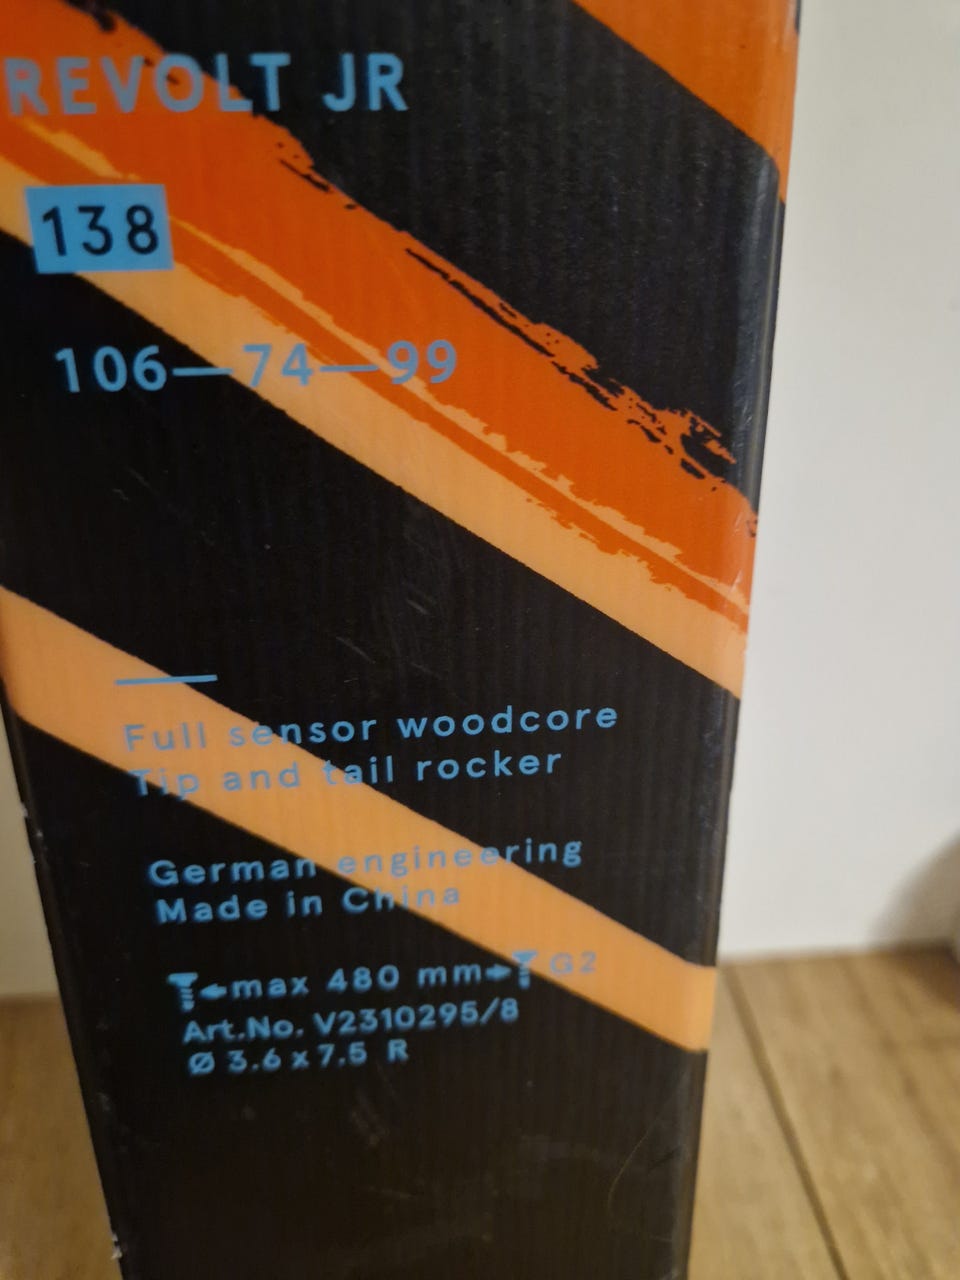 REVOLT JR
138
106—74—99
Full sensor woodcore
Tip and tail rocker
German engineering
Made in China
max 480 mm G2
Art.No. V2310295/8
Ø 3.6 x 7.5 R